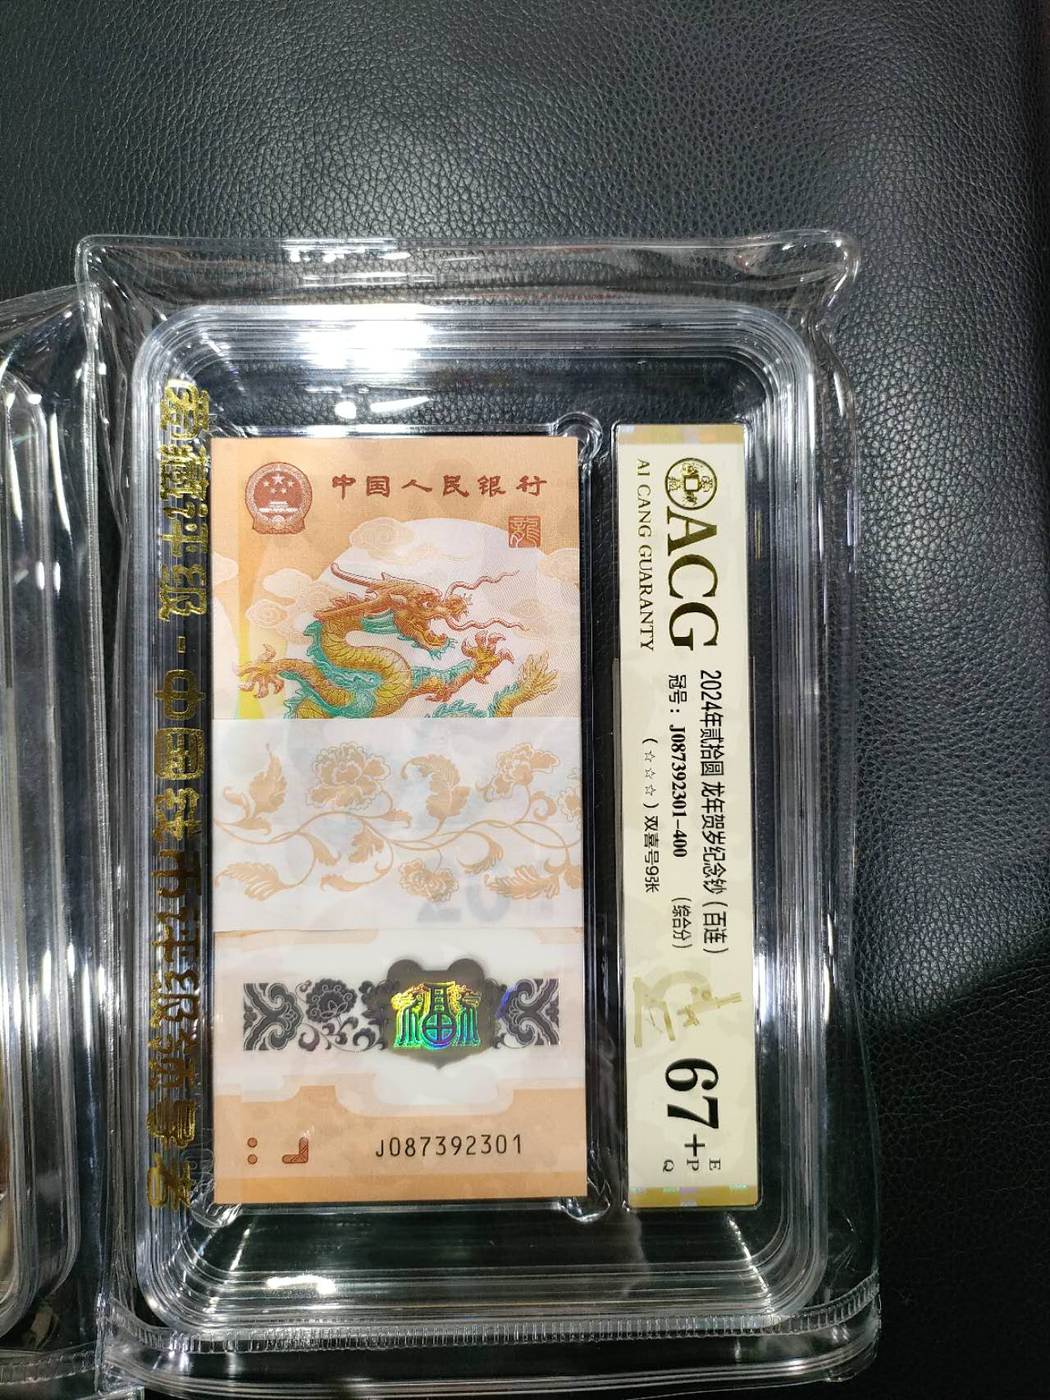 中国人民银行
J087392301
ACG
AI CANG GUARANTY
2024年贰拾圆 龙年贺岁纪念钞（百连）
冠号：J087392301-400 （综合分）
（☆☆☆）双喜号9张
67+
E
P
Q
福